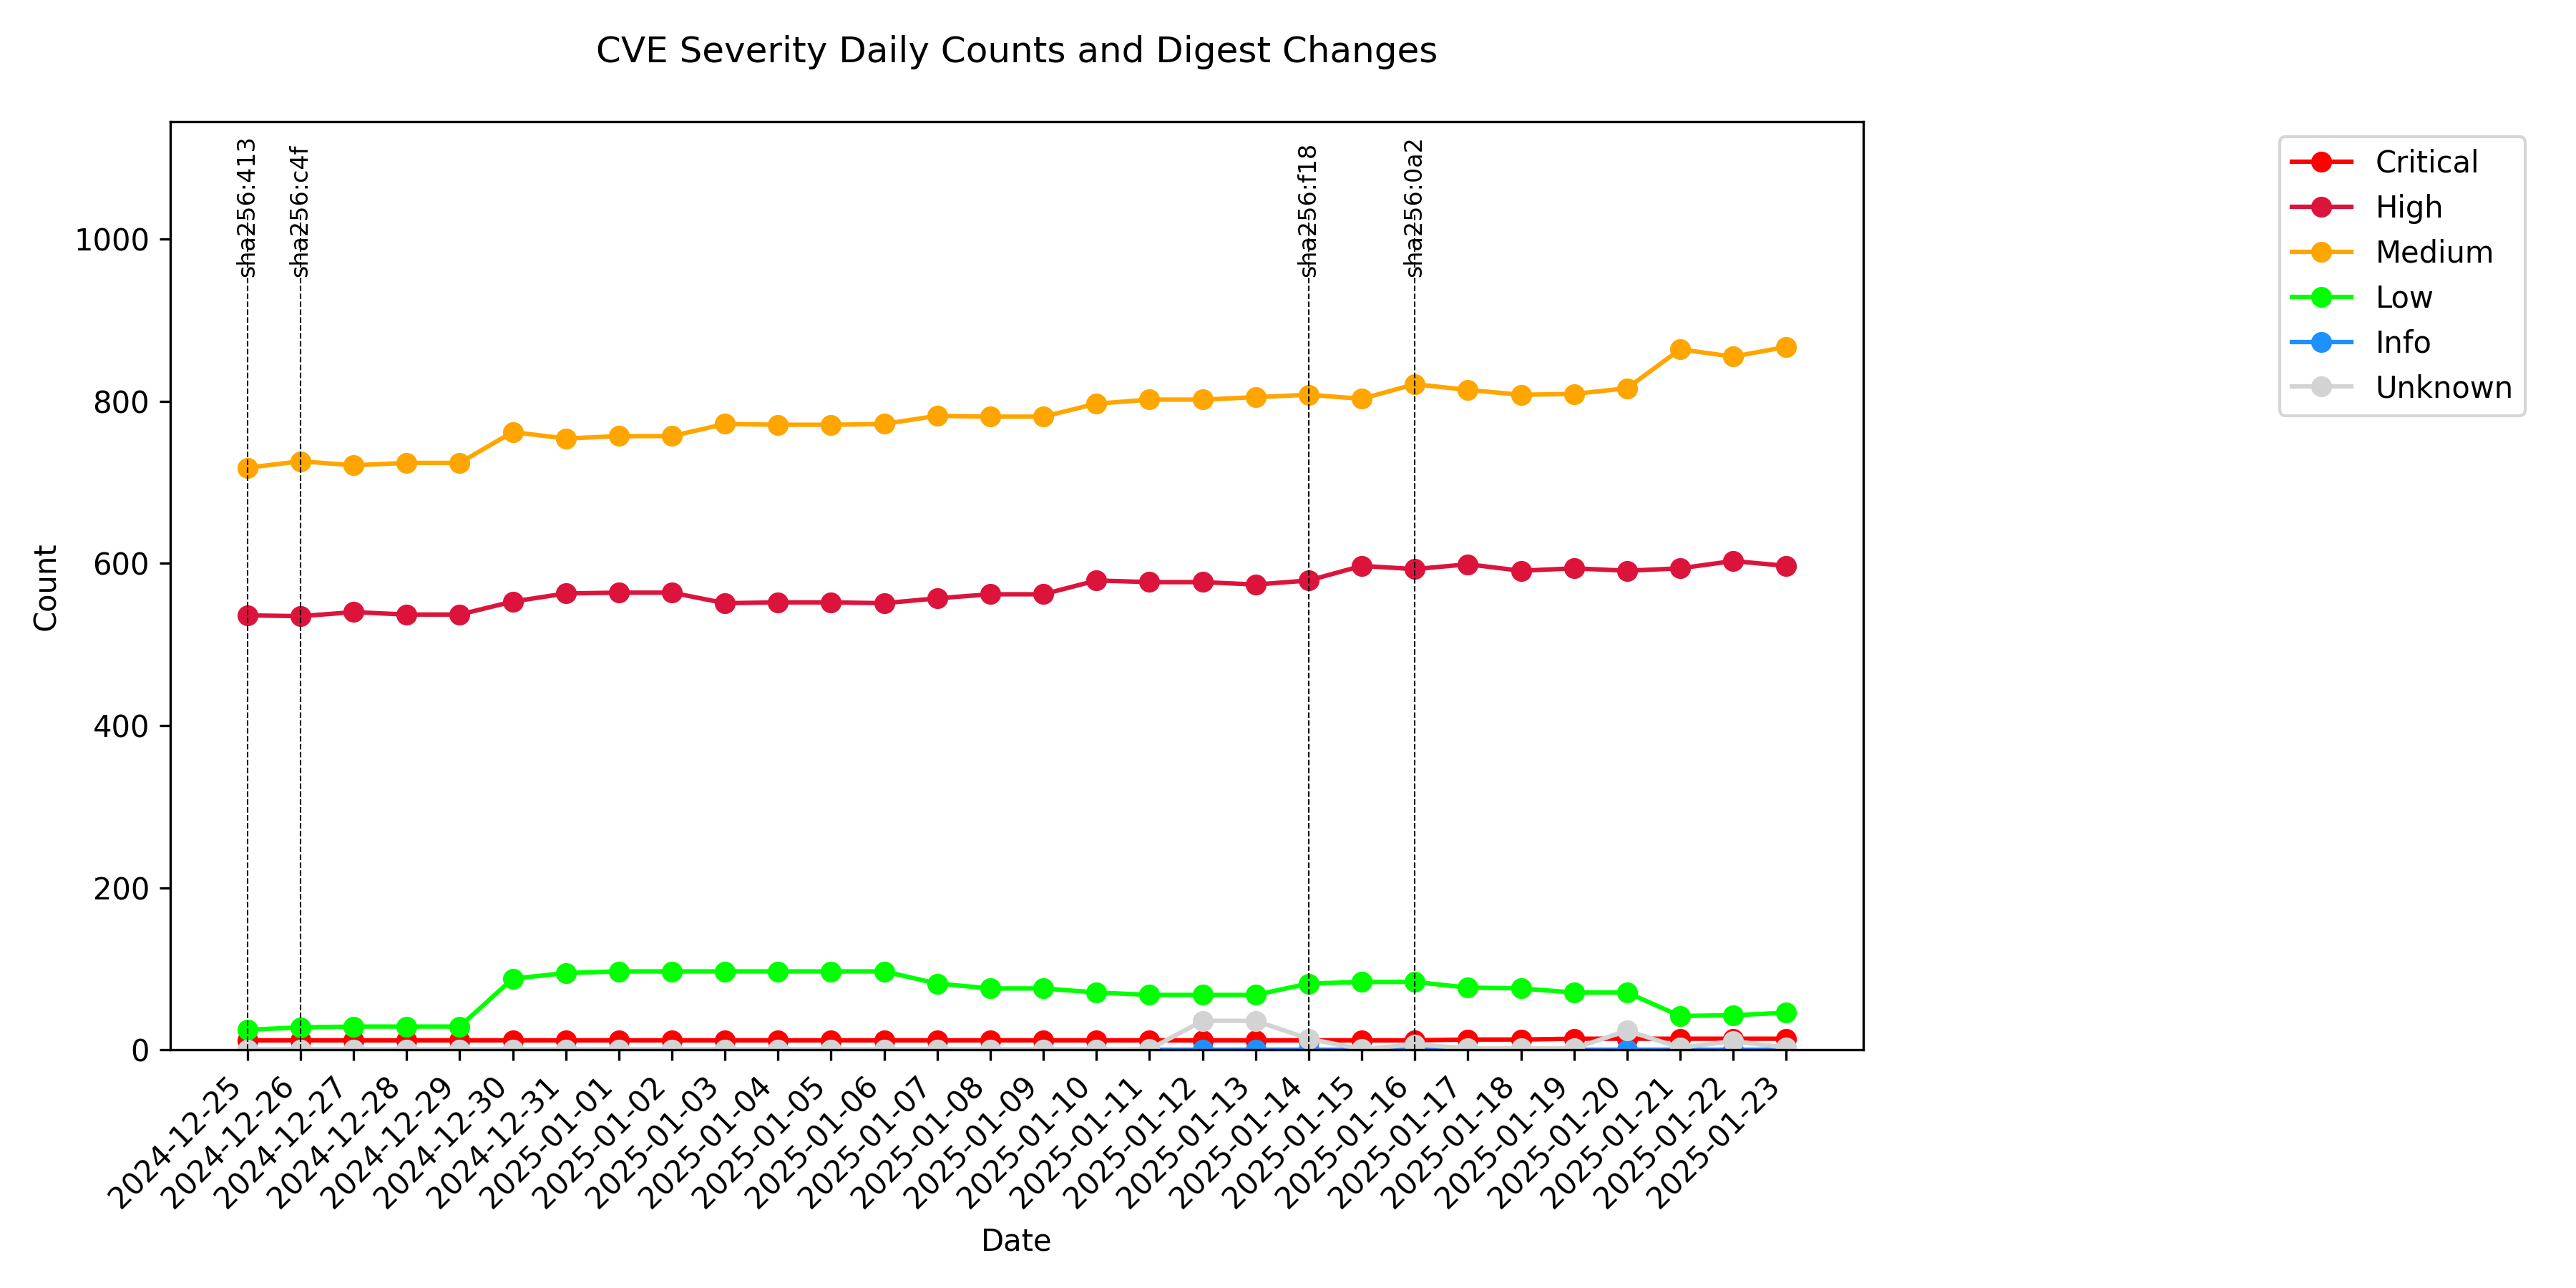 CVE Severity Daily Counts and Digest Changes
sha256:413
sha256:c4f
sha256:f18
sha256:0a2
Critical
High
Medium
Low
Info
Unknown
1000
800
600
400
200
0
Count
2024-12-25
2024-12-26
2024-12-27
2024-12-28
2024-12-29
2024-12-30
2024-12-31
2025-01-01
2025-01-02
2025-01-03
2025-01-04
2025-01-05
2025-01-06
2025-01-07
2025-01-08
2025-01-09
2025-01-10
2025-01-11
2025-01-12
2025-01-13
2025-01-14
2025-01-15
2025-01-16
2025-01-17
2025-01-18
2025-01-19
2025-01-20
2025-01-21
2025-01-22
2025-01-23
Date